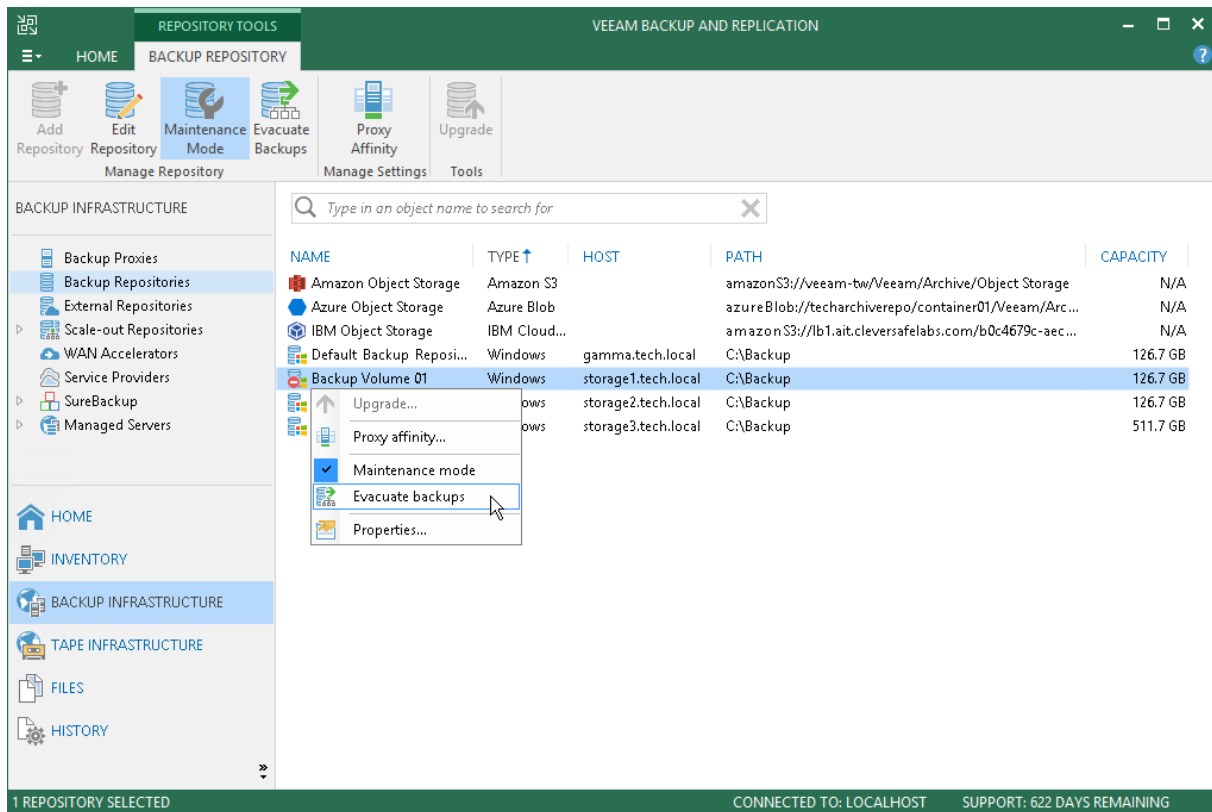 REPOSITORY TOOLS
VEEAM BACKUP AND REPLICATION
HOME
BACKUP REPOSITORY
?
Add Repository
Edit Repository
Maintenance Mode
Evacuate Backups
Proxy Affinity
Upgrade
Manage Repository
Manage Settings
Tools
BACKUP INFRASTRUCTURE
Backup Proxies
Backup Repositories
External Repositories
Scale-out Repositories
WAN Accelerators
Service Providers
SureBackup
Managed Servers
HOME
INVENTORY
BACKUP INFRASTRUCTURE
TAPE INFRASTRUCTURE
FILES
HISTORY
Type in an object name to search for
NAME TYPE HOST PATH CAPACITY
Amazon Object Storage Amazon S3 amazonS3://veeam-tw/Veeam/Archive/Object Storage N/A
Azure Object Storage Azure Blob azureBlob://techarchiverepo/container01/Veeam/Arc... N/A
IBM Object Storage IBM Cloud... amazonS3://lb1.ait.cleversafelabs.com/b0c4679c-aec... N/A
Default Backup Reposi... Windows gamma.tech.local C:\Backup 126.7 GB
Backup Volume 01 Windows storage1.tech.local C:\Backup 126.7 GB
ows storage2.tech.local C:\Backup 126.7 GB
ows storage3.tech.local C:\Backup 511.7 GB
Upgrade...
Proxy affinity...
Maintenance mode
Evacuate backups
Properties...
1 REPOSITORY SELECTED
CONNECTED TO: LOCALHOST
SUPPORT: 622 DAYS REMAINING